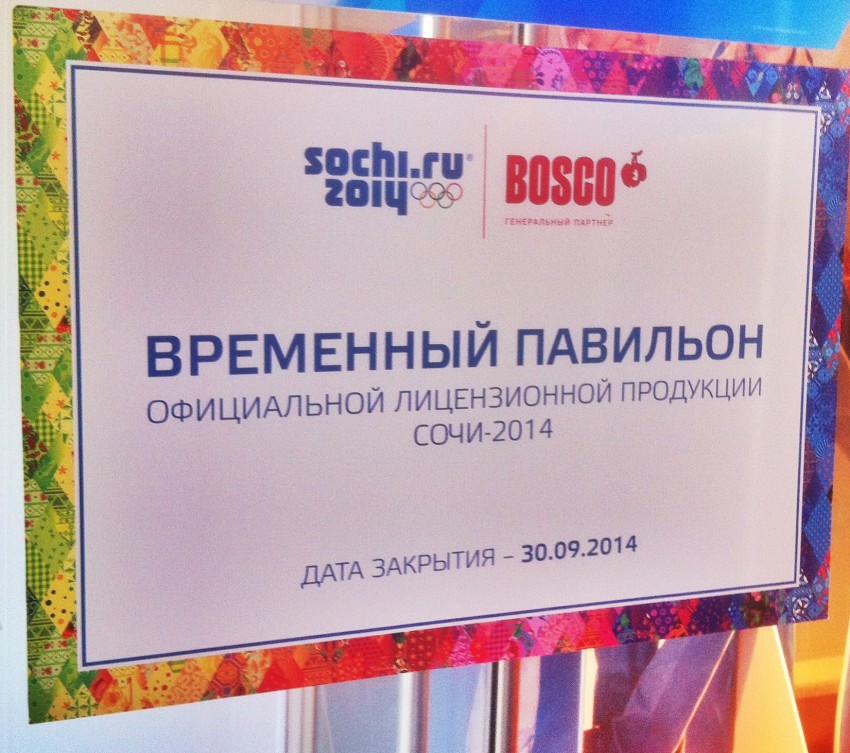 sochi.ru®
2014
BOSCO
ГЕНЕРАЛЬНЫЙ ПАРТНЕР
ВРЕМЕННЫЙ ПАВИЛЬОН
ОФИЦИАЛЬНОЙ ЛИЦЕНЗИОННОЙ ПРОДУКЦИИ
СОЧИ-2014
ДАТА ЗАКРЫТИЯ – 30.09.2014